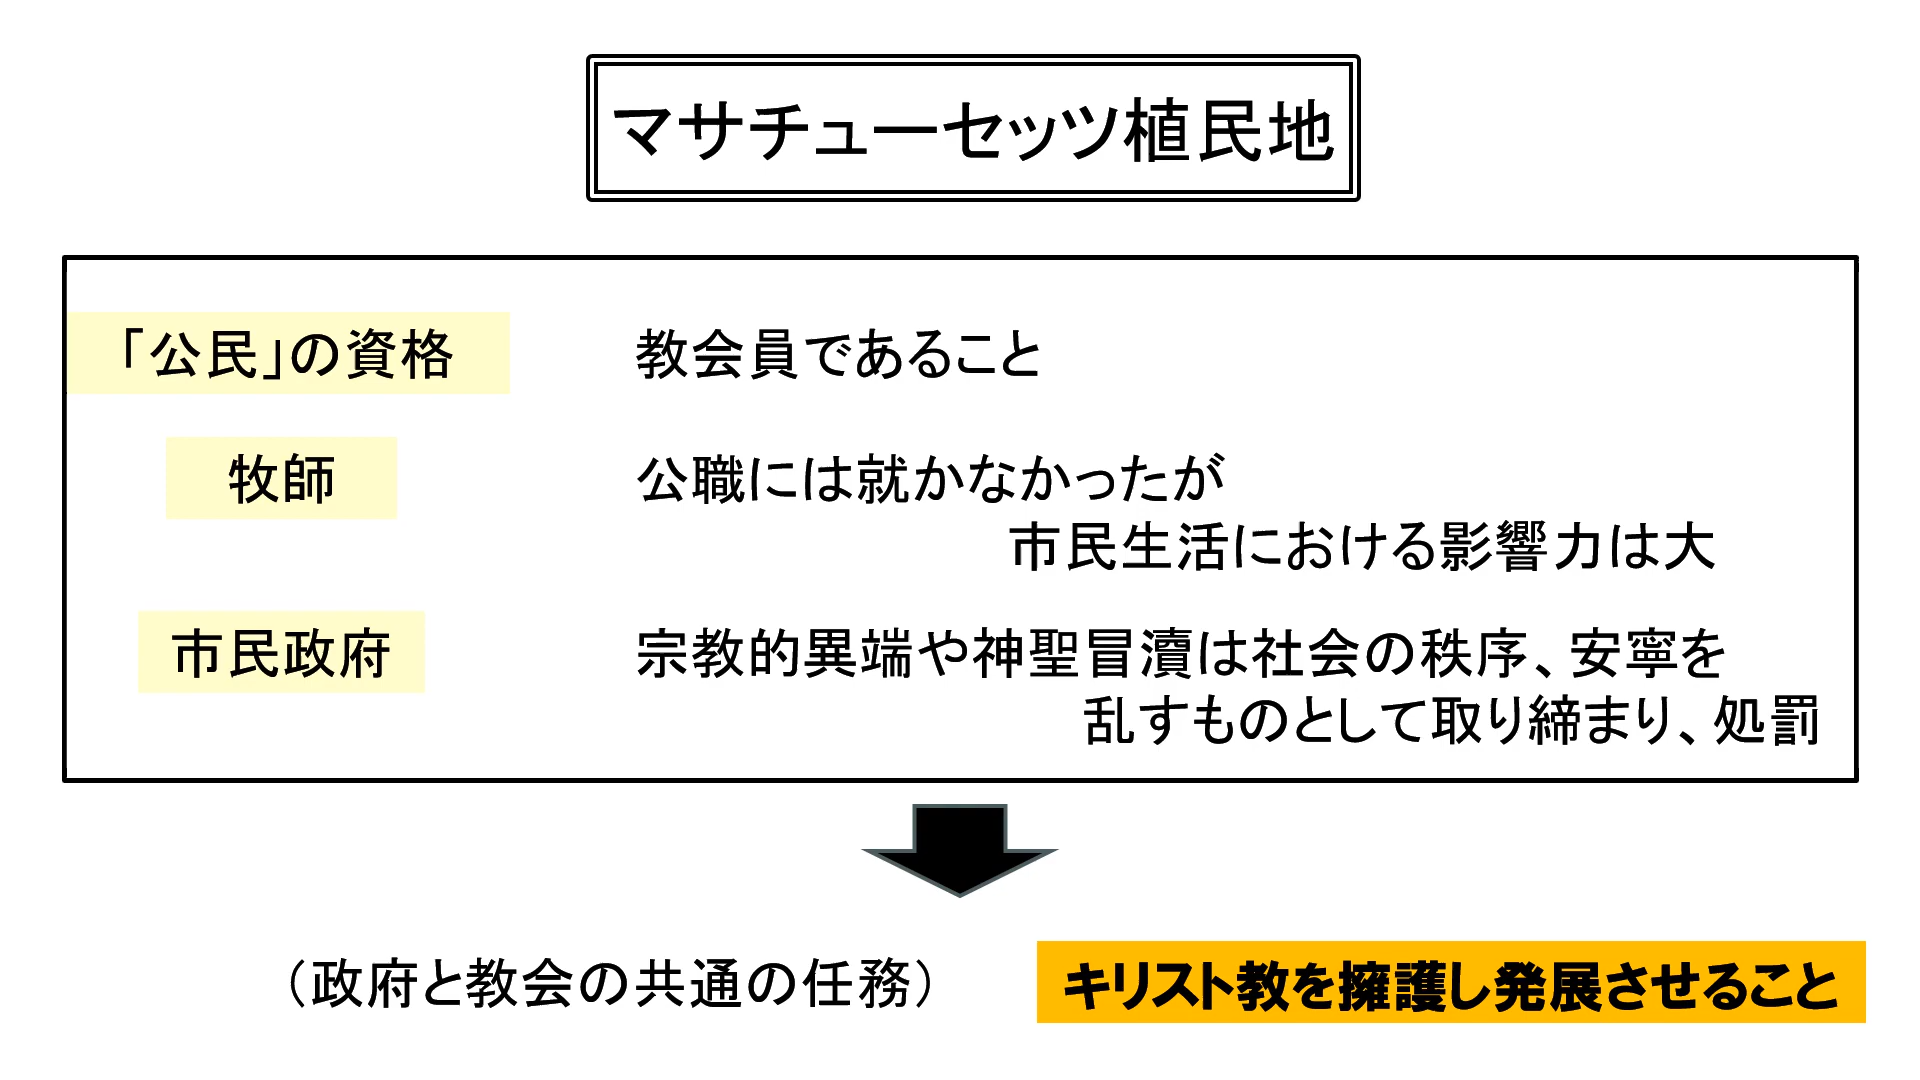 マサチューセッツ植民地
「公民」の資格
教会員であること
牧師
公職には就かなかったが
市民生活における影響力は大
市民政府
宗教的異端や神聖冒瀆は社会の秩序、安寧を
乱すものとして取り締まり、処罰
（政府と教会の共通の任務）
キリスト教を擁護し発展させること